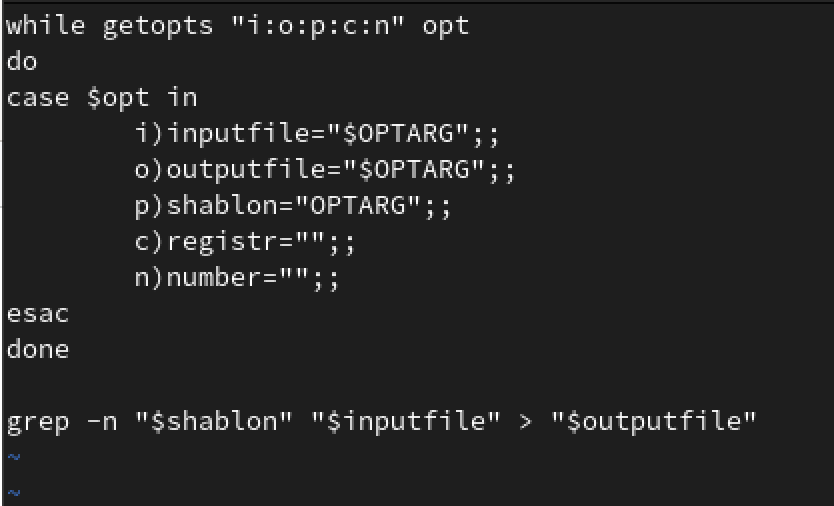 while getopts "i:o:p:c:n" opt
do
case $opt in
        i)inputfile="$OPTARG";;
        o)outputfile="$OPTARG";;
        p)shablon="OPTARG";;
        c)registr="";;
        n)number="";;
esac
done

grep -n "$shablon" "$inputfile" > "$outputfile"
~
~